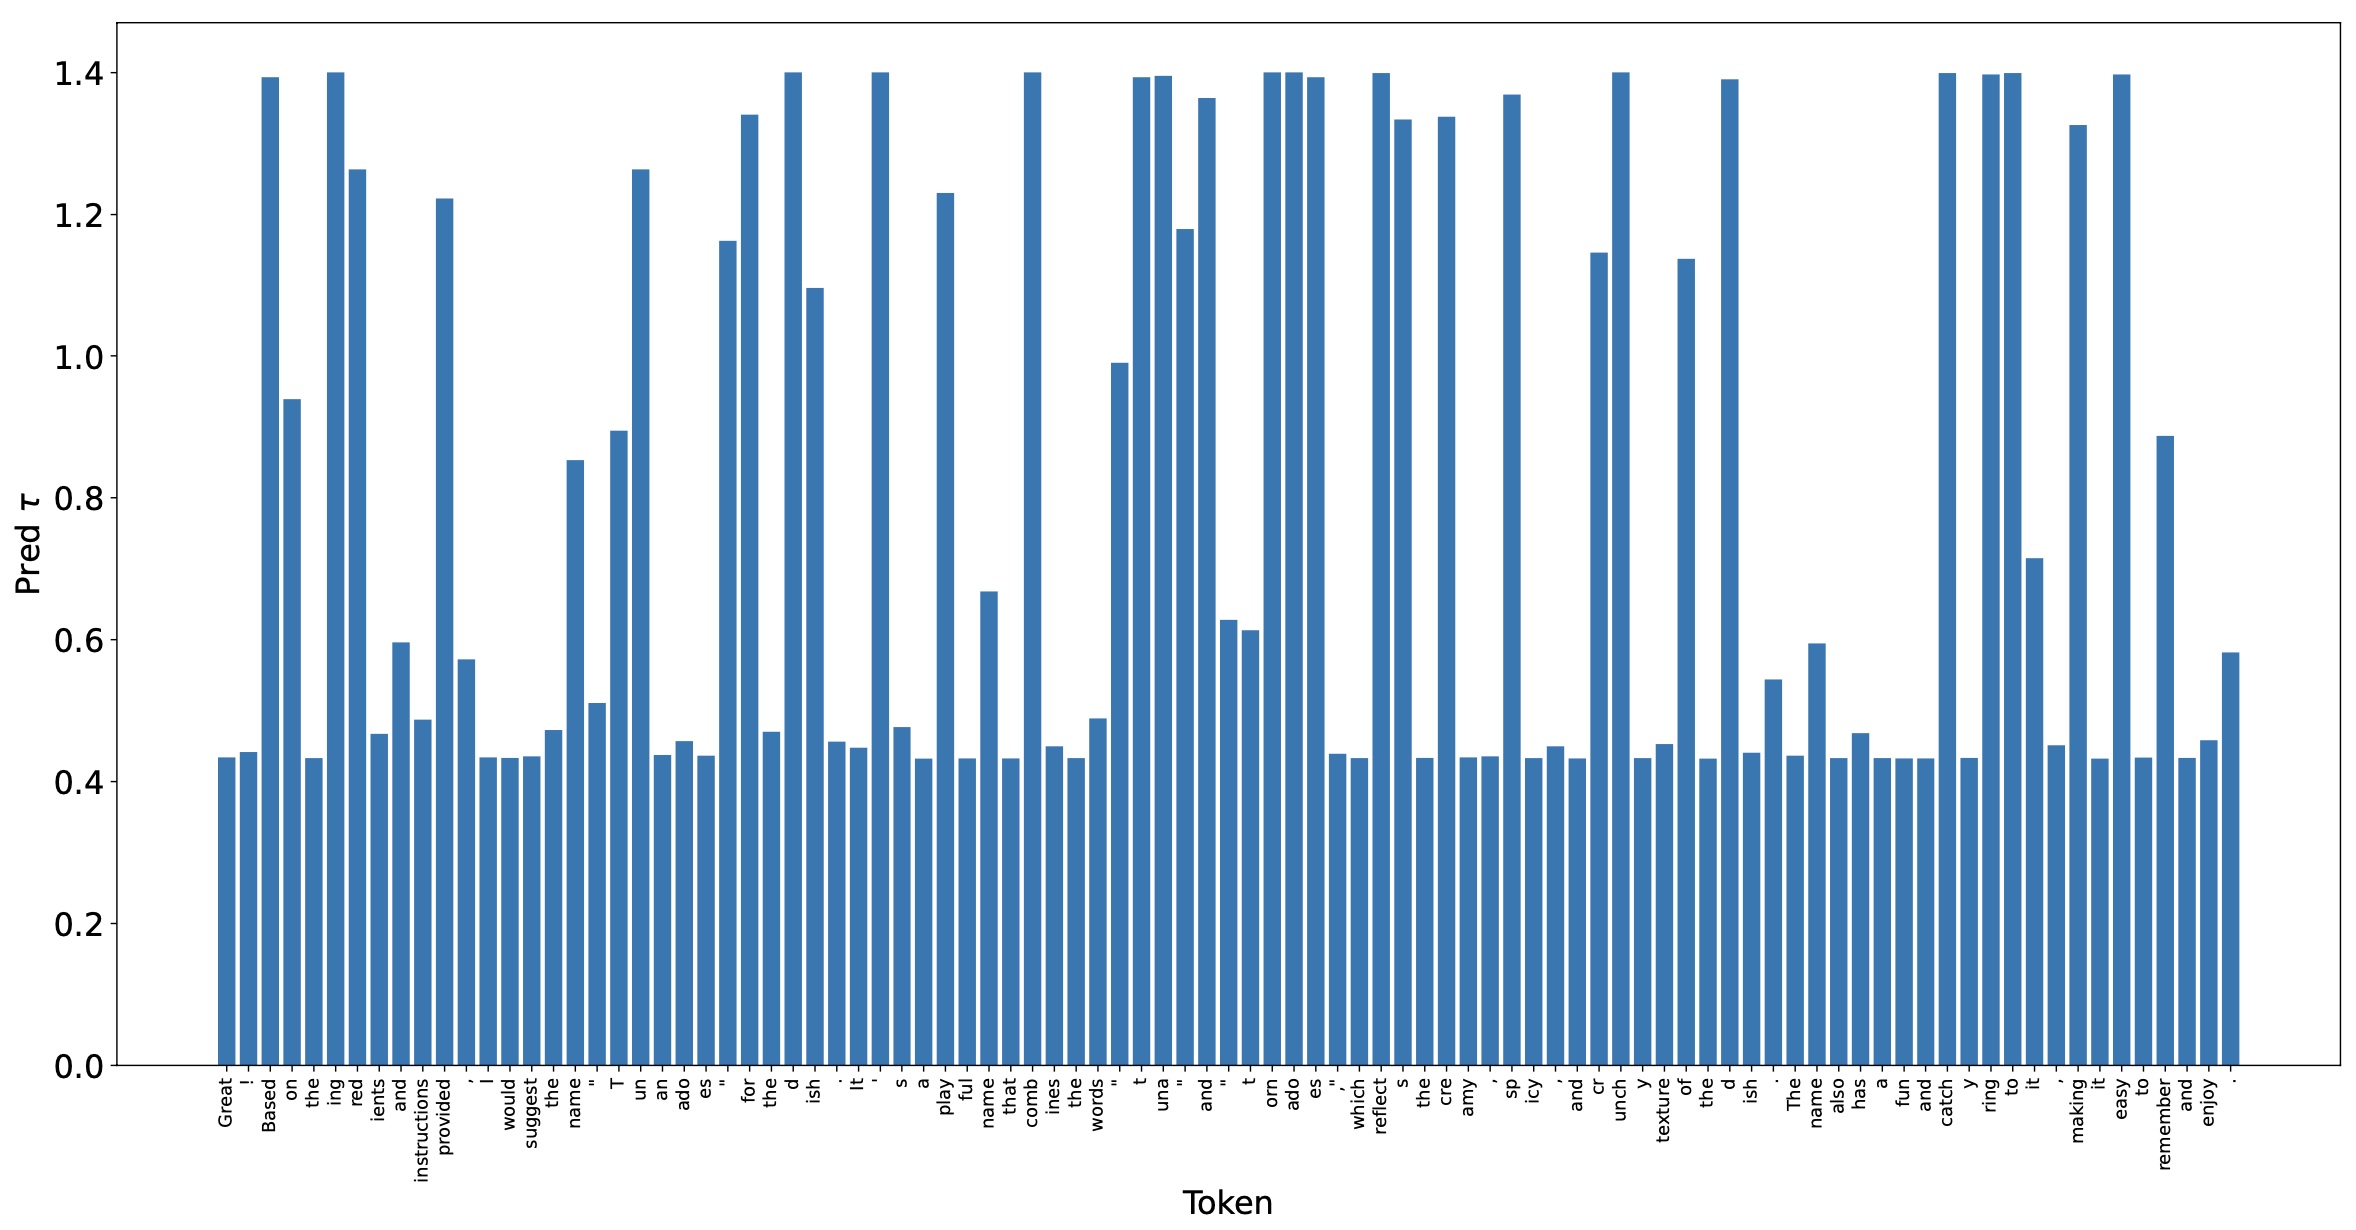 1.4
1.2
1.0
0.8
0.6
0.4
0.2
0.0
Pred τ
Great ! Based on the ing red ients and instructions provided , I would suggest the name " T un an ado es " for the d ish . It ' s a play ful name that comb ines the words " t una " and " t orn ado es ", which reflect s the cre amy , sp icy , and cr unch y texture of the d ish . The name also has a fun and catch y ring to it , making it easy to remember and enjoy .
Token